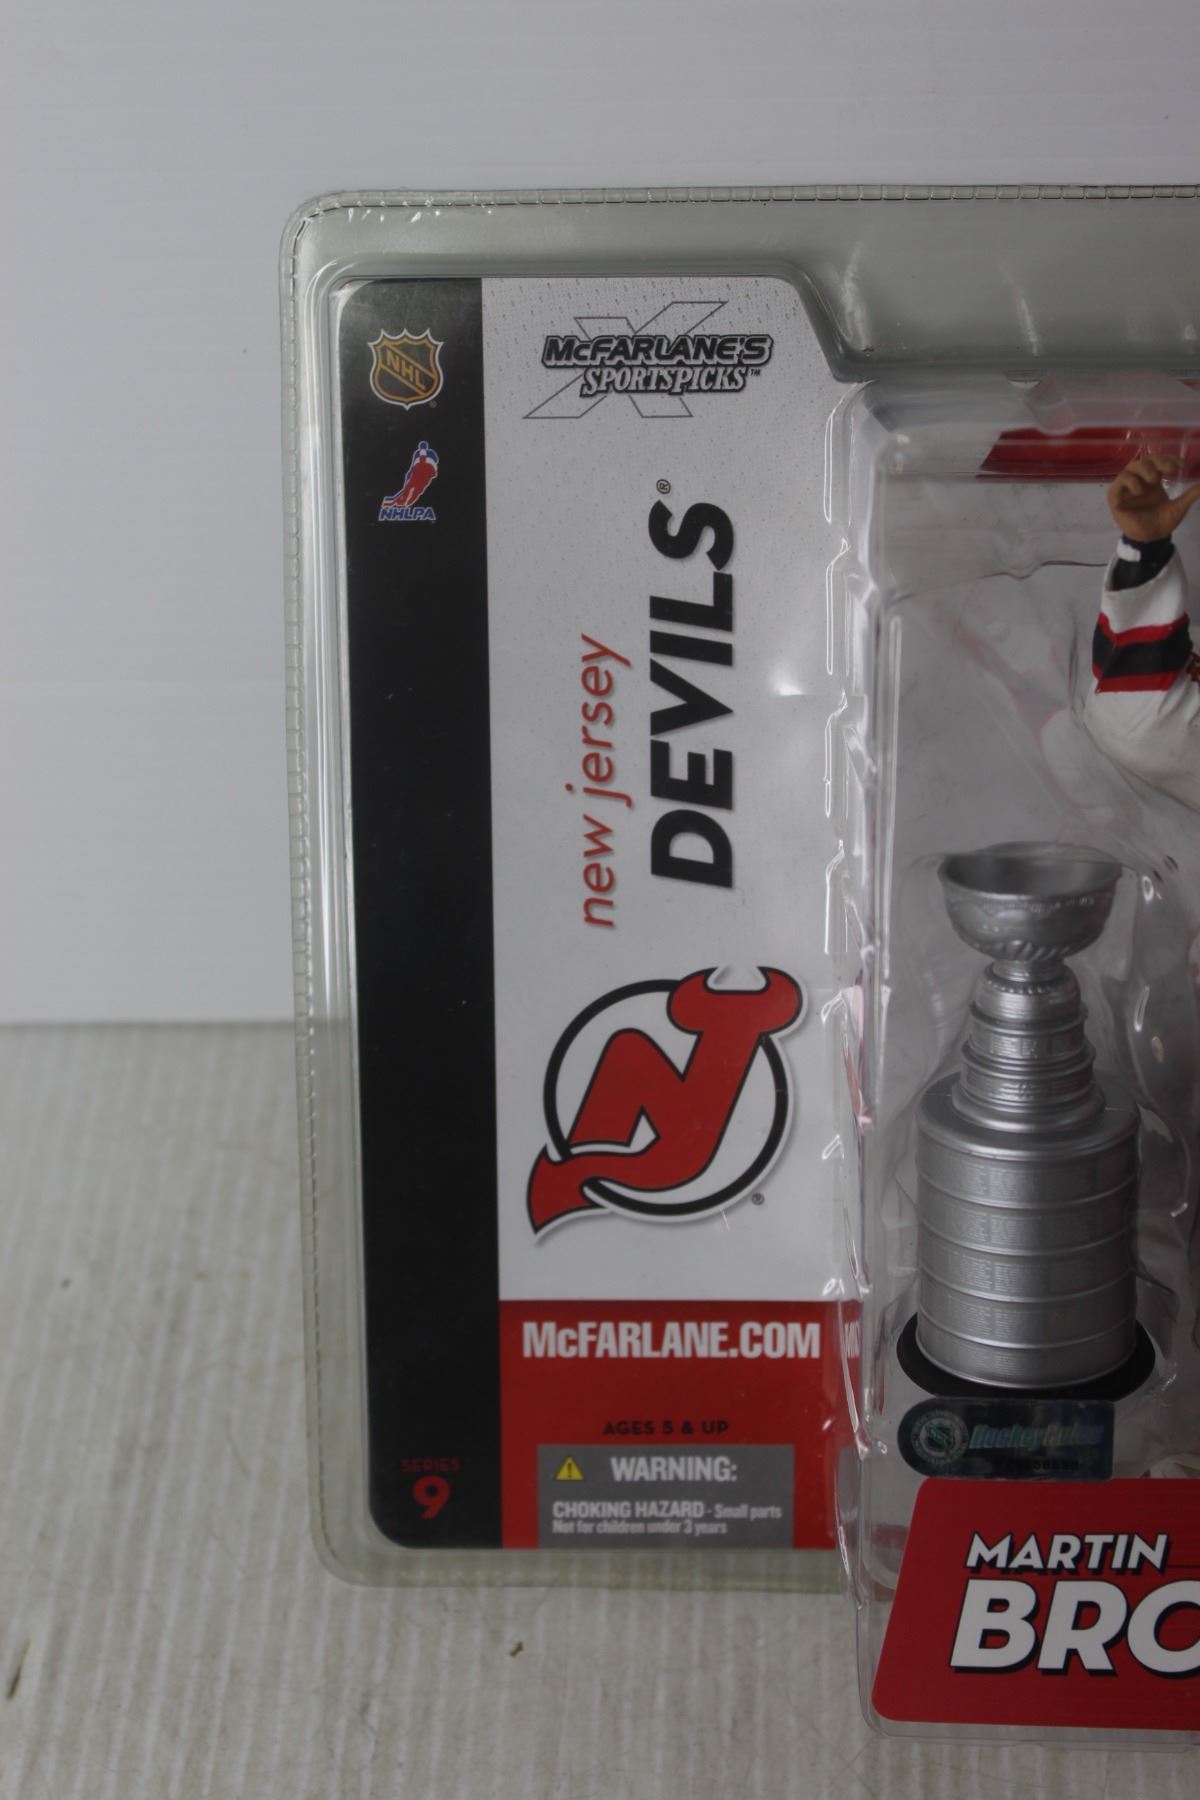 NHL
NHLPA
McFARLANE'S
SPORTSPICKS™
new jersey
DEVILS®
McFARLANE.COM
AGES 5 & UP
WARNING:
CHOKING HAZARD - Small parts
Not for children under 3 years
SERIES
9
MARTIN
BRO